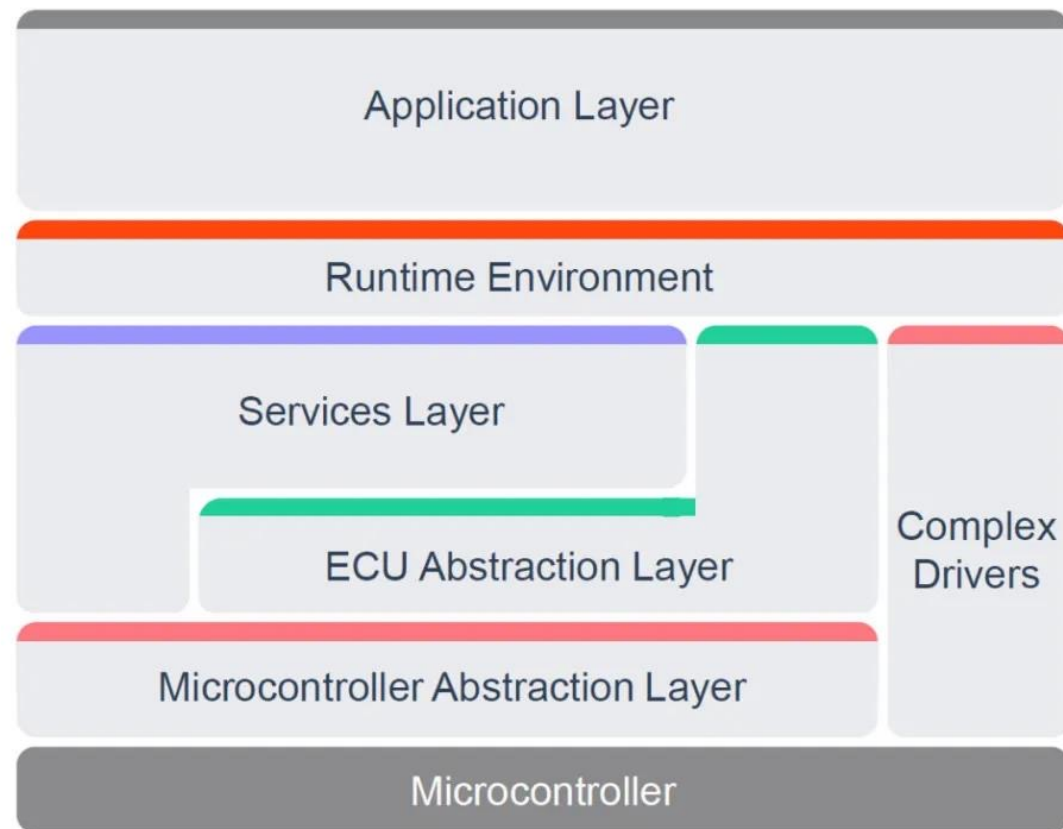 Application Layer
Runtime Environment
Services Layer
ECU Abstraction Layer
Complex
Drivers
Microcontroller Abstraction Layer
Microcontroller